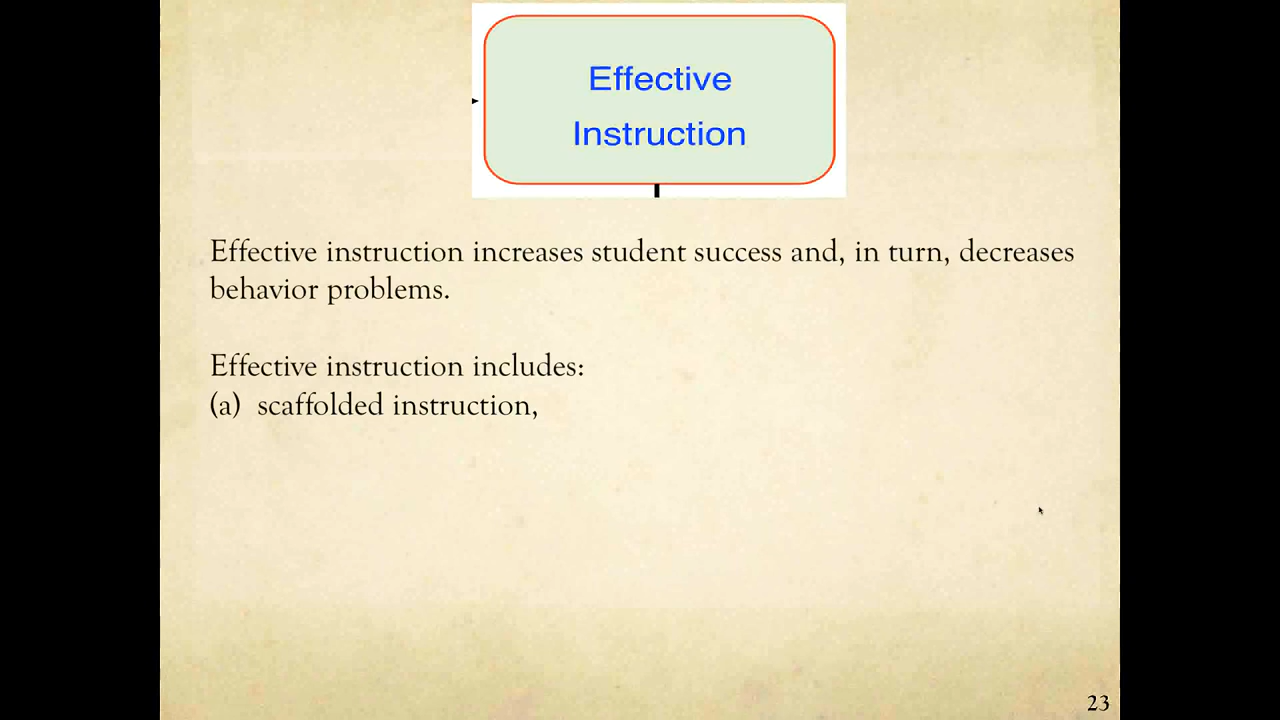 Effective
Instruction
Effective instruction increases student success and, in turn, decreases
behavior problems.
Effective instruction includes:
(a) scaffolded instruction,
23